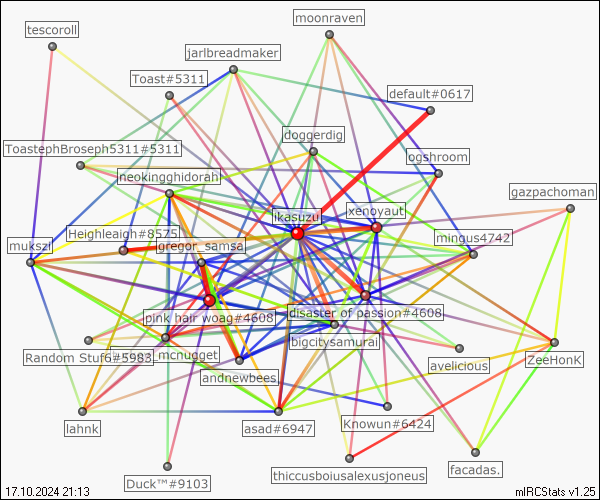 moonraven
tescoroll
jarlbreadmaker
Toast#5311
default#0617
doggerdig
ToastephBroseph5311#5311
ogshroom
neokingghidorah
gazpachoman
ikasuzu
xenoyaut
Heighleaigh#8575
mukszi
gregor_samsa
mingus4742
pink hair woag#4608
disaster of passion#4608
bigcitysamurai
Random Stuf6#5983
mcnugget
avelicious
ZeeHonK
andnewbees,
lahnk
asad#6947
Knowun#6424
facadas.
Duck™#9103
thiccusboiusalexusjoneus
17.10.2024 21:13
mIRCStats v1.25